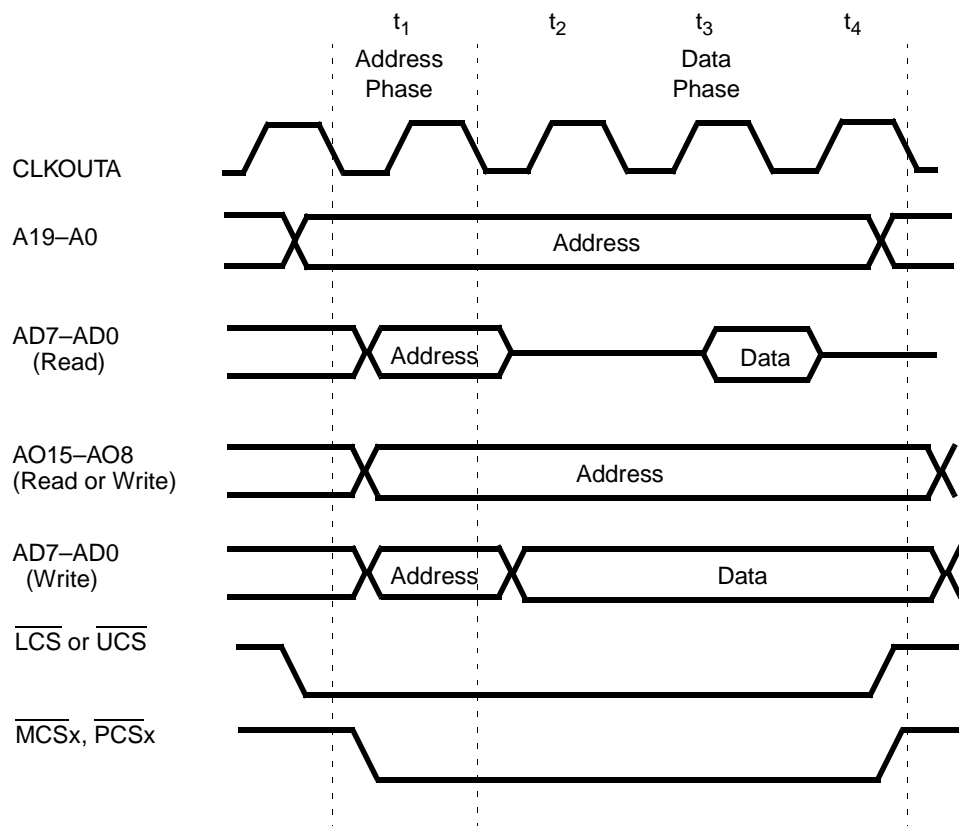 t1 t2 t3 t4
Address Data
Phase Phase
CLKOUTA
A19–A0 Address
AD7–AD0
(Read) Address Data
AO15–AO8
(Read or Write) Address
AD7–AD0
(Write) Address Data
LCS or UCS
MCSx, PCSx